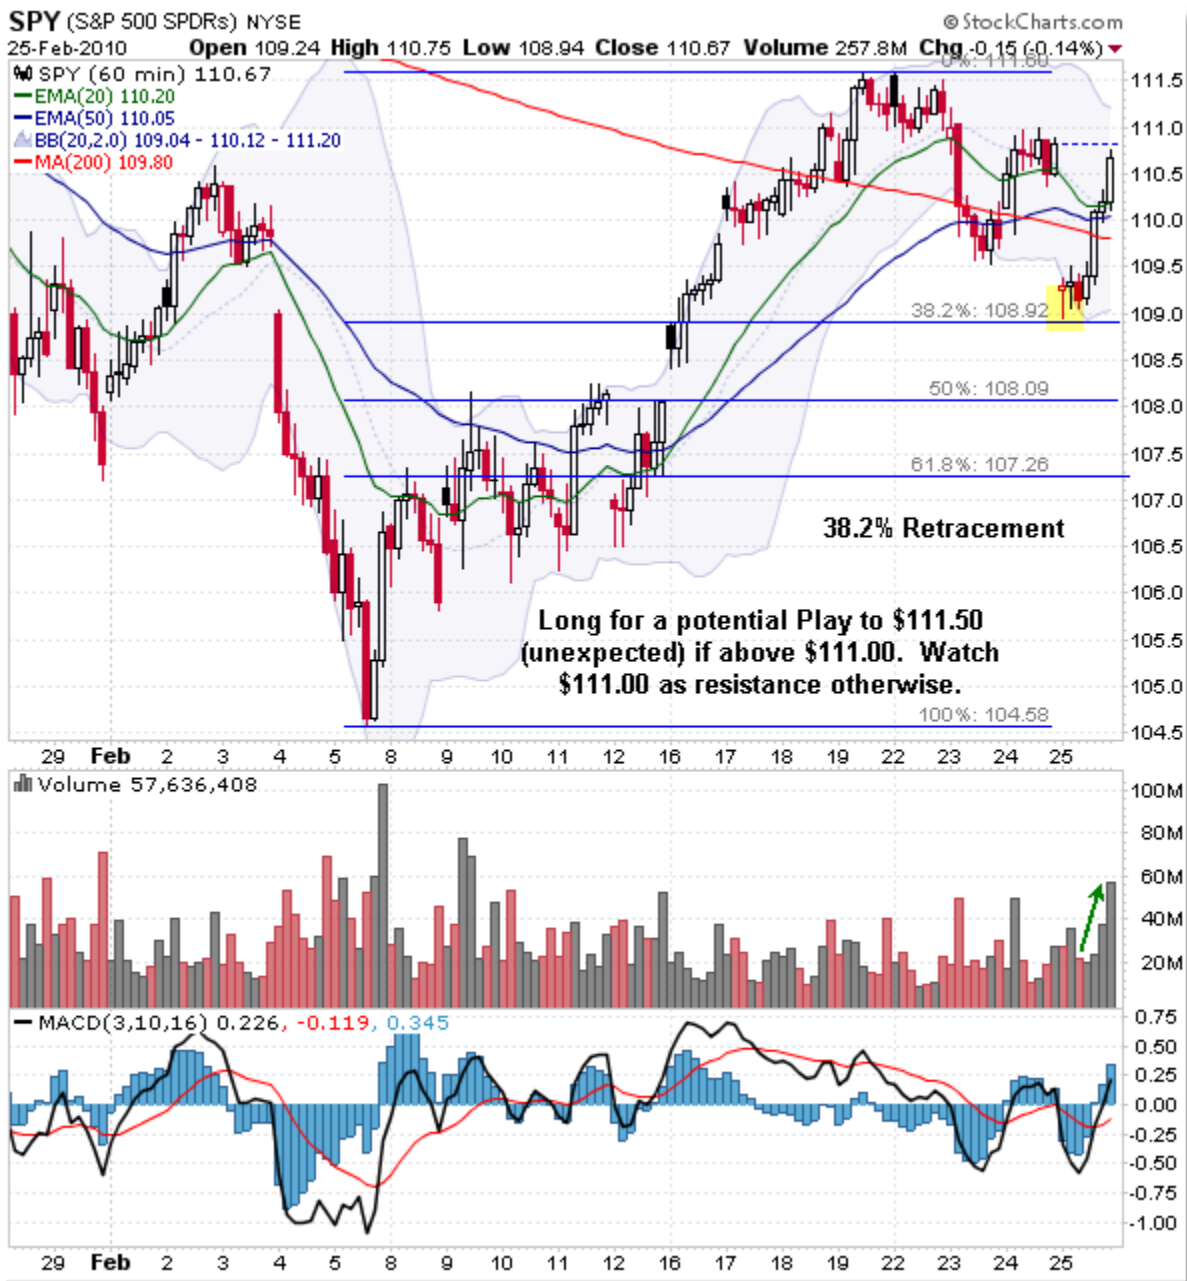 SPY (S&P 500 SPDRs) NYSE © StockCharts.com
25-Feb-2010 Open 109.24 High 110.75 Low 108.94 Close 110.67 Volume 257.8M Chg -0.15 (-0.14%)
SPY (60 min) 110.67
EMA(20) 110.20
EMA(50) 110.05
BB(20,2.0) 109.04 - 110.12 - 111.20
MA(200) 109.80
0%: 111.60
38.2%: 108.92
50%: 108.09
61.8%: 107.26
38.2% Retracement
Long for a potential Play to $111.50
(unexpected) if above $111.00. Watch
$111.00 as resistance otherwise.
100%: 104.58
111.5
111.0
110.5
110.0
109.5
109.0
108.5
108.0
107.5
107.0
106.5
106.0
105.5
105.0
104.5
29 Feb 2 3 4 5 8 9 10 11 12 16 17 18 19 22 23 24 25
Volume 57,636,408
100M
80M
60M
40M
20M
MACD(3,10,16) 0.226, -0.119, 0.345
0.75
0.50
0.25
0.00
-0.25
-0.50
-0.75
-1.00
29 Feb 2 3 4 5 8 9 10 11 12 16 17 18 19 22 23 24 25